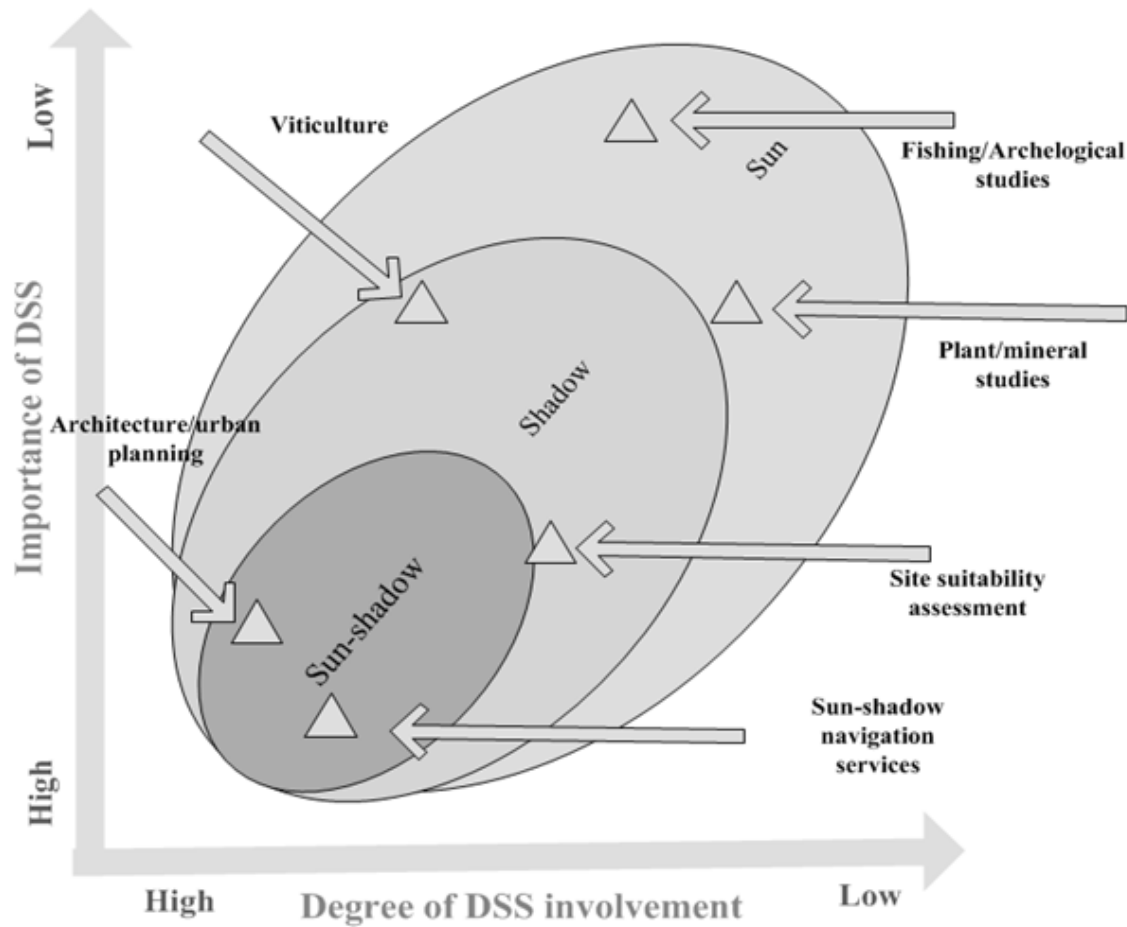 Low
Viticulture
Sun
Fishing/Archelogical
studies
Importance of DSS
Shadow
Plant/mineral
studies
Architecture/urban
planning
Sun-shadow
Site suitability
assessment
Sun-shadow
navigation
services
High
High
Degree of DSS involvement
Low